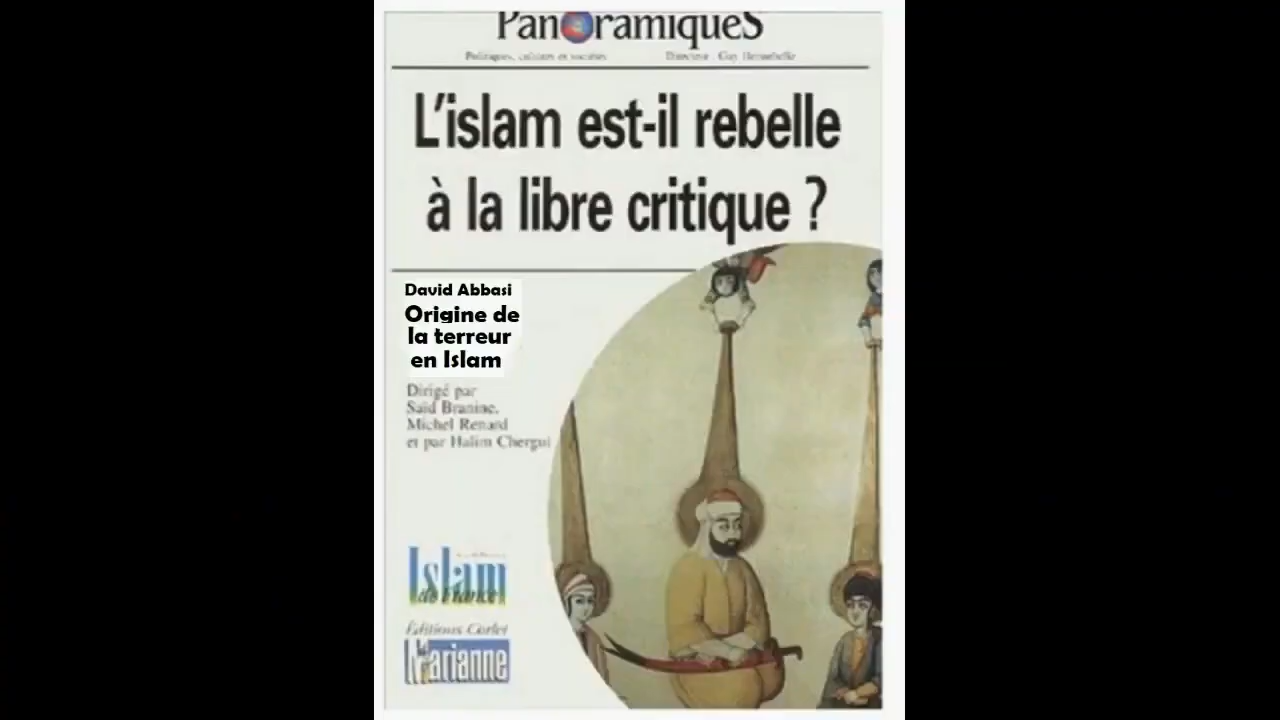 PanoramiqueS
Politiques, cultures et sociétés
Directeur : Guy Hennebelle
L'islam est-il rebelle
à la libre critique ?
David Abbasi
Origine de
la terreur
en Islam
Dirigé par
Saïd Branine,
Michel Renard
et par Halim Chergui
Islam
de France
Éditions Corlet
Marianne